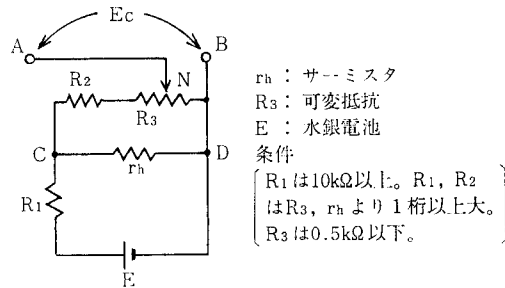 Ec
A
B
R2
N
R3
C
D
rh
R1
E
rh : サーミスタ
R3 : 可変抵抗
E : 水銀電池
条件
R1は10kΩ以上。R1, R2
はR3, rhより1桁以上大。
R3は0.5kΩ以下。